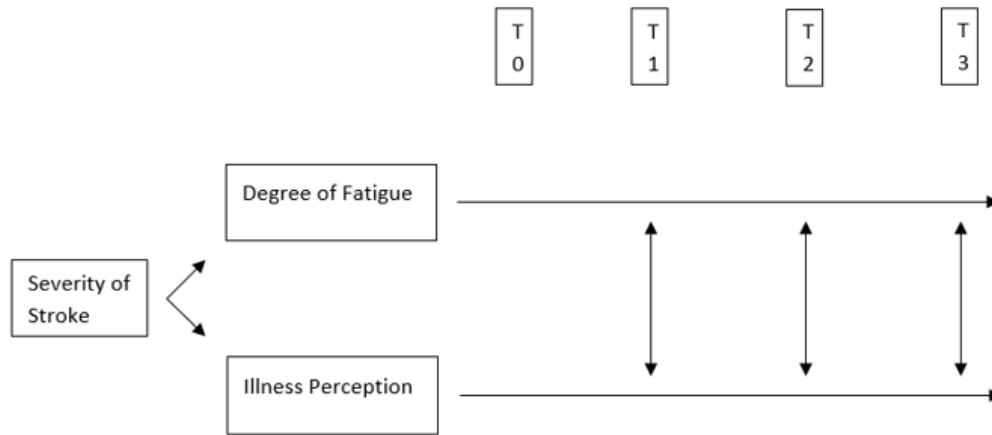 T
0
T
1
T
2
T
3
Degree of Fatigue
Severity of
Stroke
Illness Perception